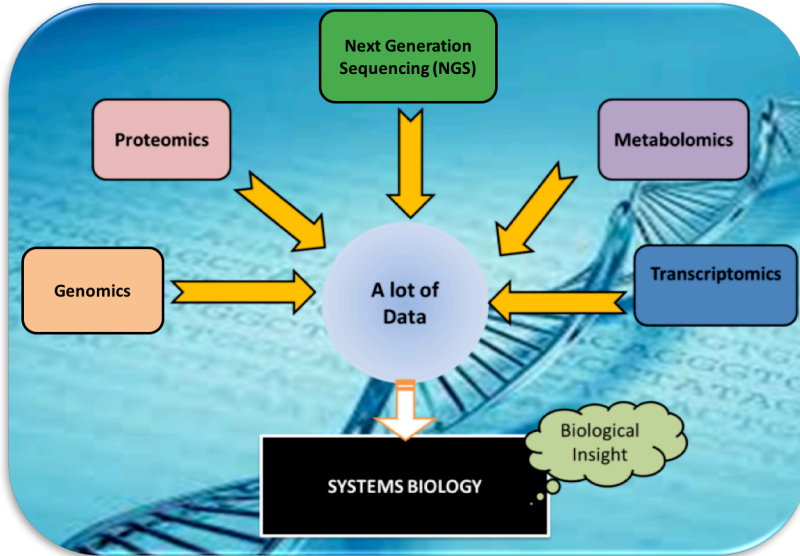 Next Generation
Sequencing (NGS)
Proteomics
Metabolomics
Genomics
A lot of
Data
Transcriptomics
Biological
Insight
SYSTEMS BIOLOGY